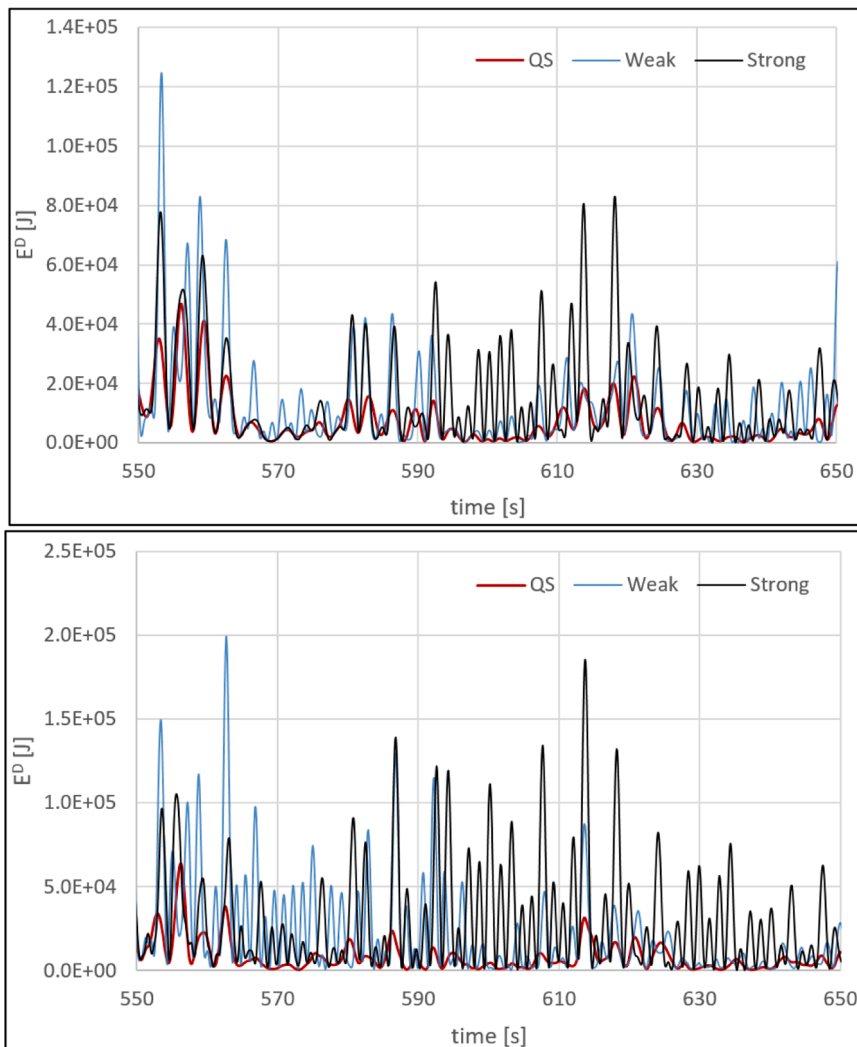 1.4E+05
QS Weak Strong
1.2E+05
1.0E+05
8.0E+04
E^D [J]
6.0E+04
4.0E+04
2.0E+04
0.0E+00
550 570 590 610 630 650
time [s]
2.5E+05
QS Weak Strong
2.0E+05
1.5E+05
E^D [J]
1.0E+05
5.0E+04
0.0E+00
550 570 590 610 630 650
time [s]